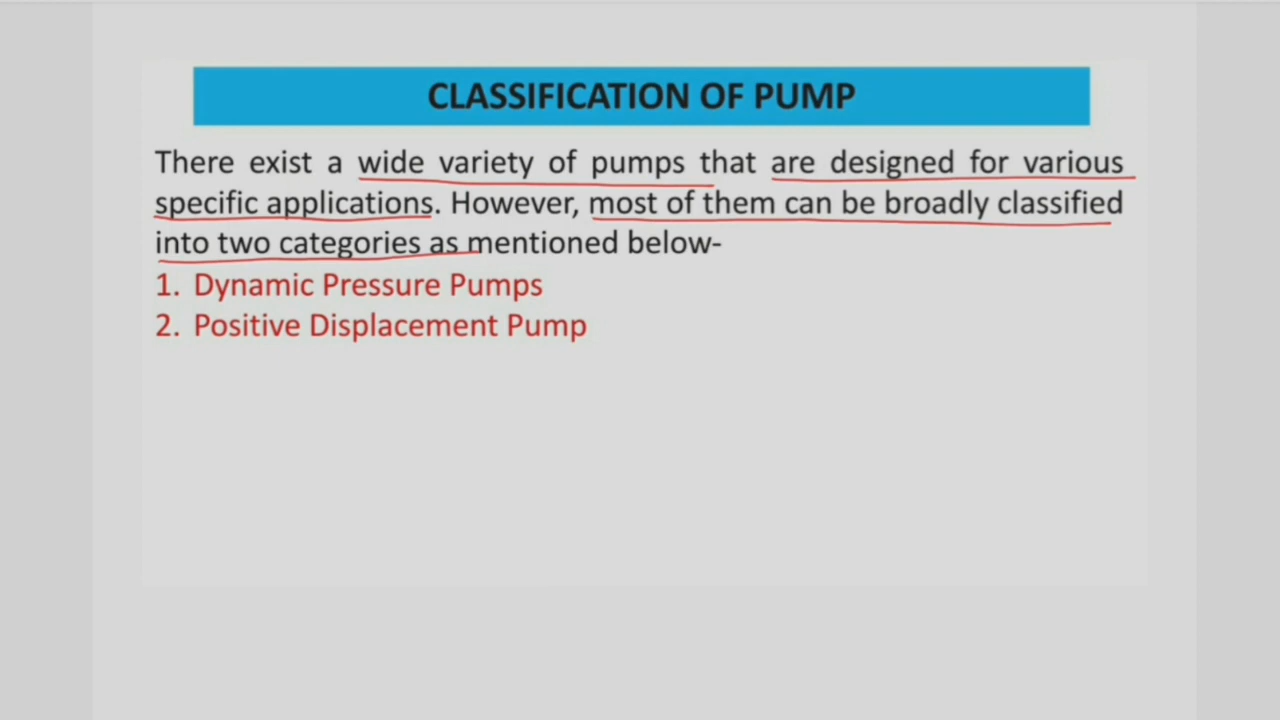 CLASSIFICATION OF PUMP
There exist a wide variety of pumps that are designed for various
specific applications. However, most of them can be broadly classified
into two categories as mentioned below-
1. Dynamic Pressure Pumps
2. Positive Displacement Pump